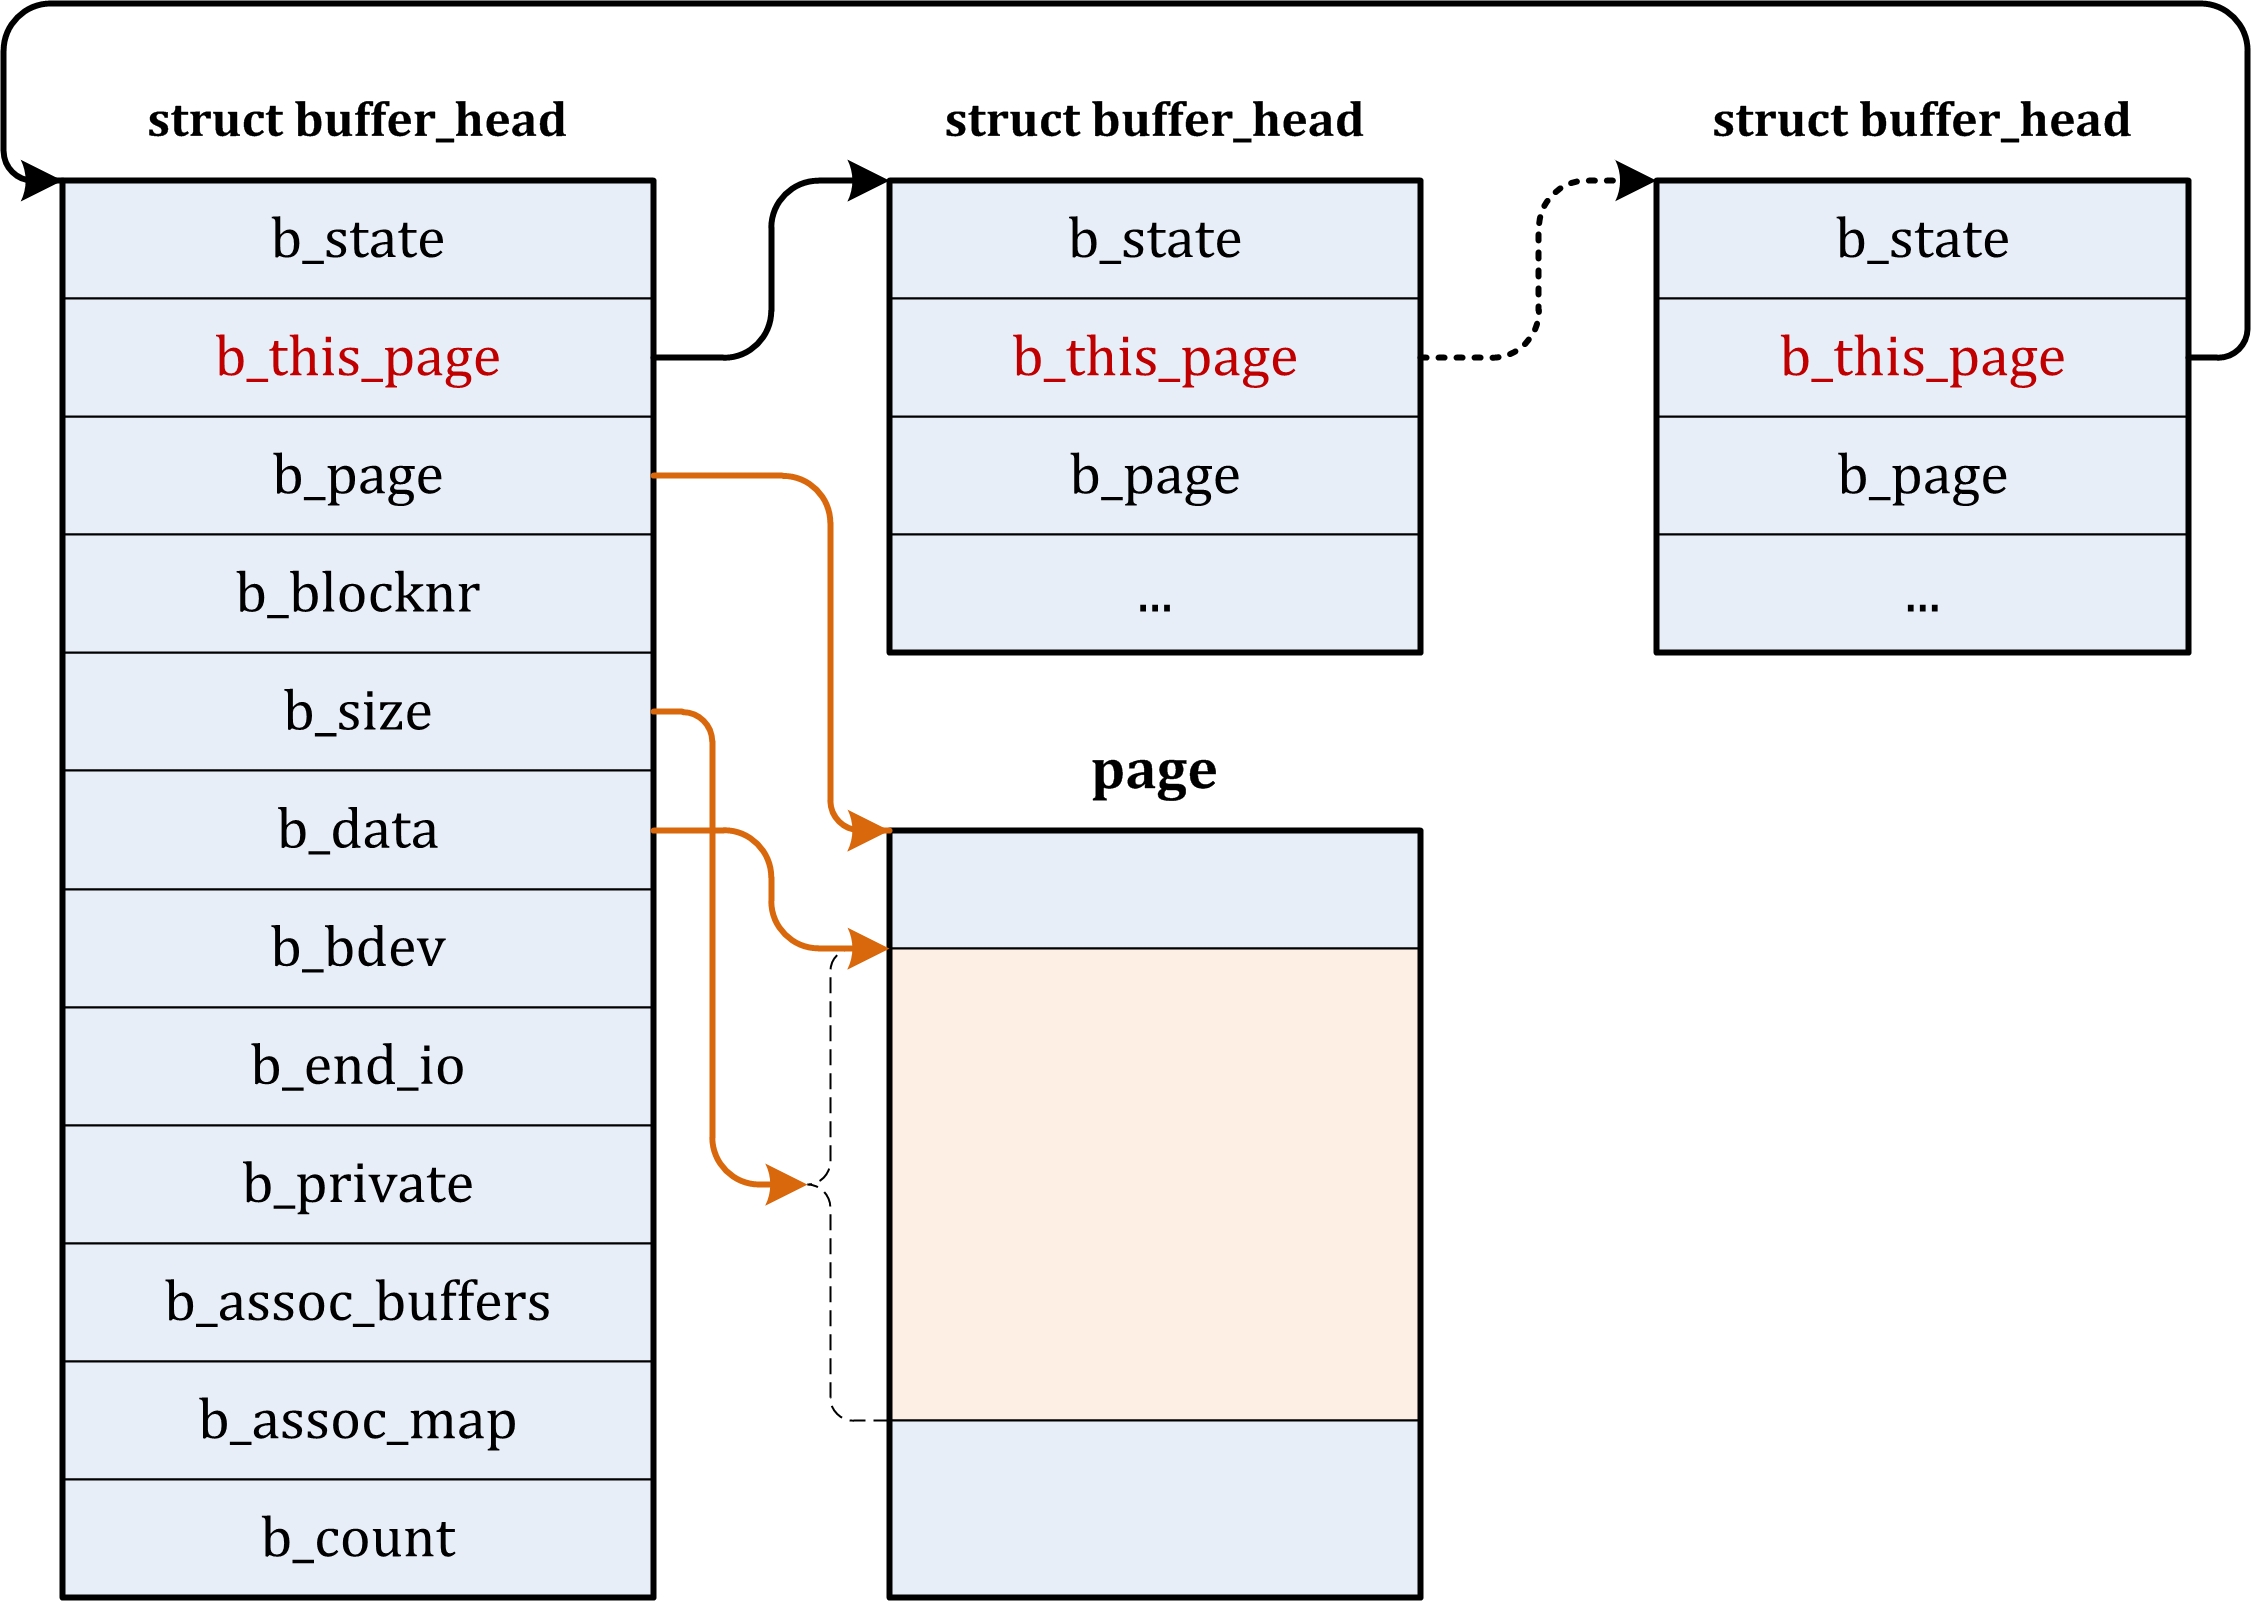 struct buffer_head
b_state
b_this_page
b_page
b_blocknr
b_size
b_data
b_bdev
b_end_io
b_private
b_assoc_buffers
b_assoc_map
b_count
struct buffer_head
b_state
b_this_page
b_page
...
struct buffer_head
b_state
b_this_page
b_page
...
page